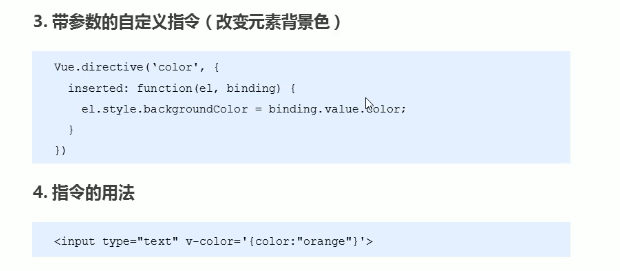 3. 带参数的自定义指令（改变元素背景色）
Vue.directive('color', {
inserted: function(el, binding) {
el.style.backgroundColor = binding.value.color;
}
})
4. 指令的用法
<input type="text" v-color='{color:"orange"}'>